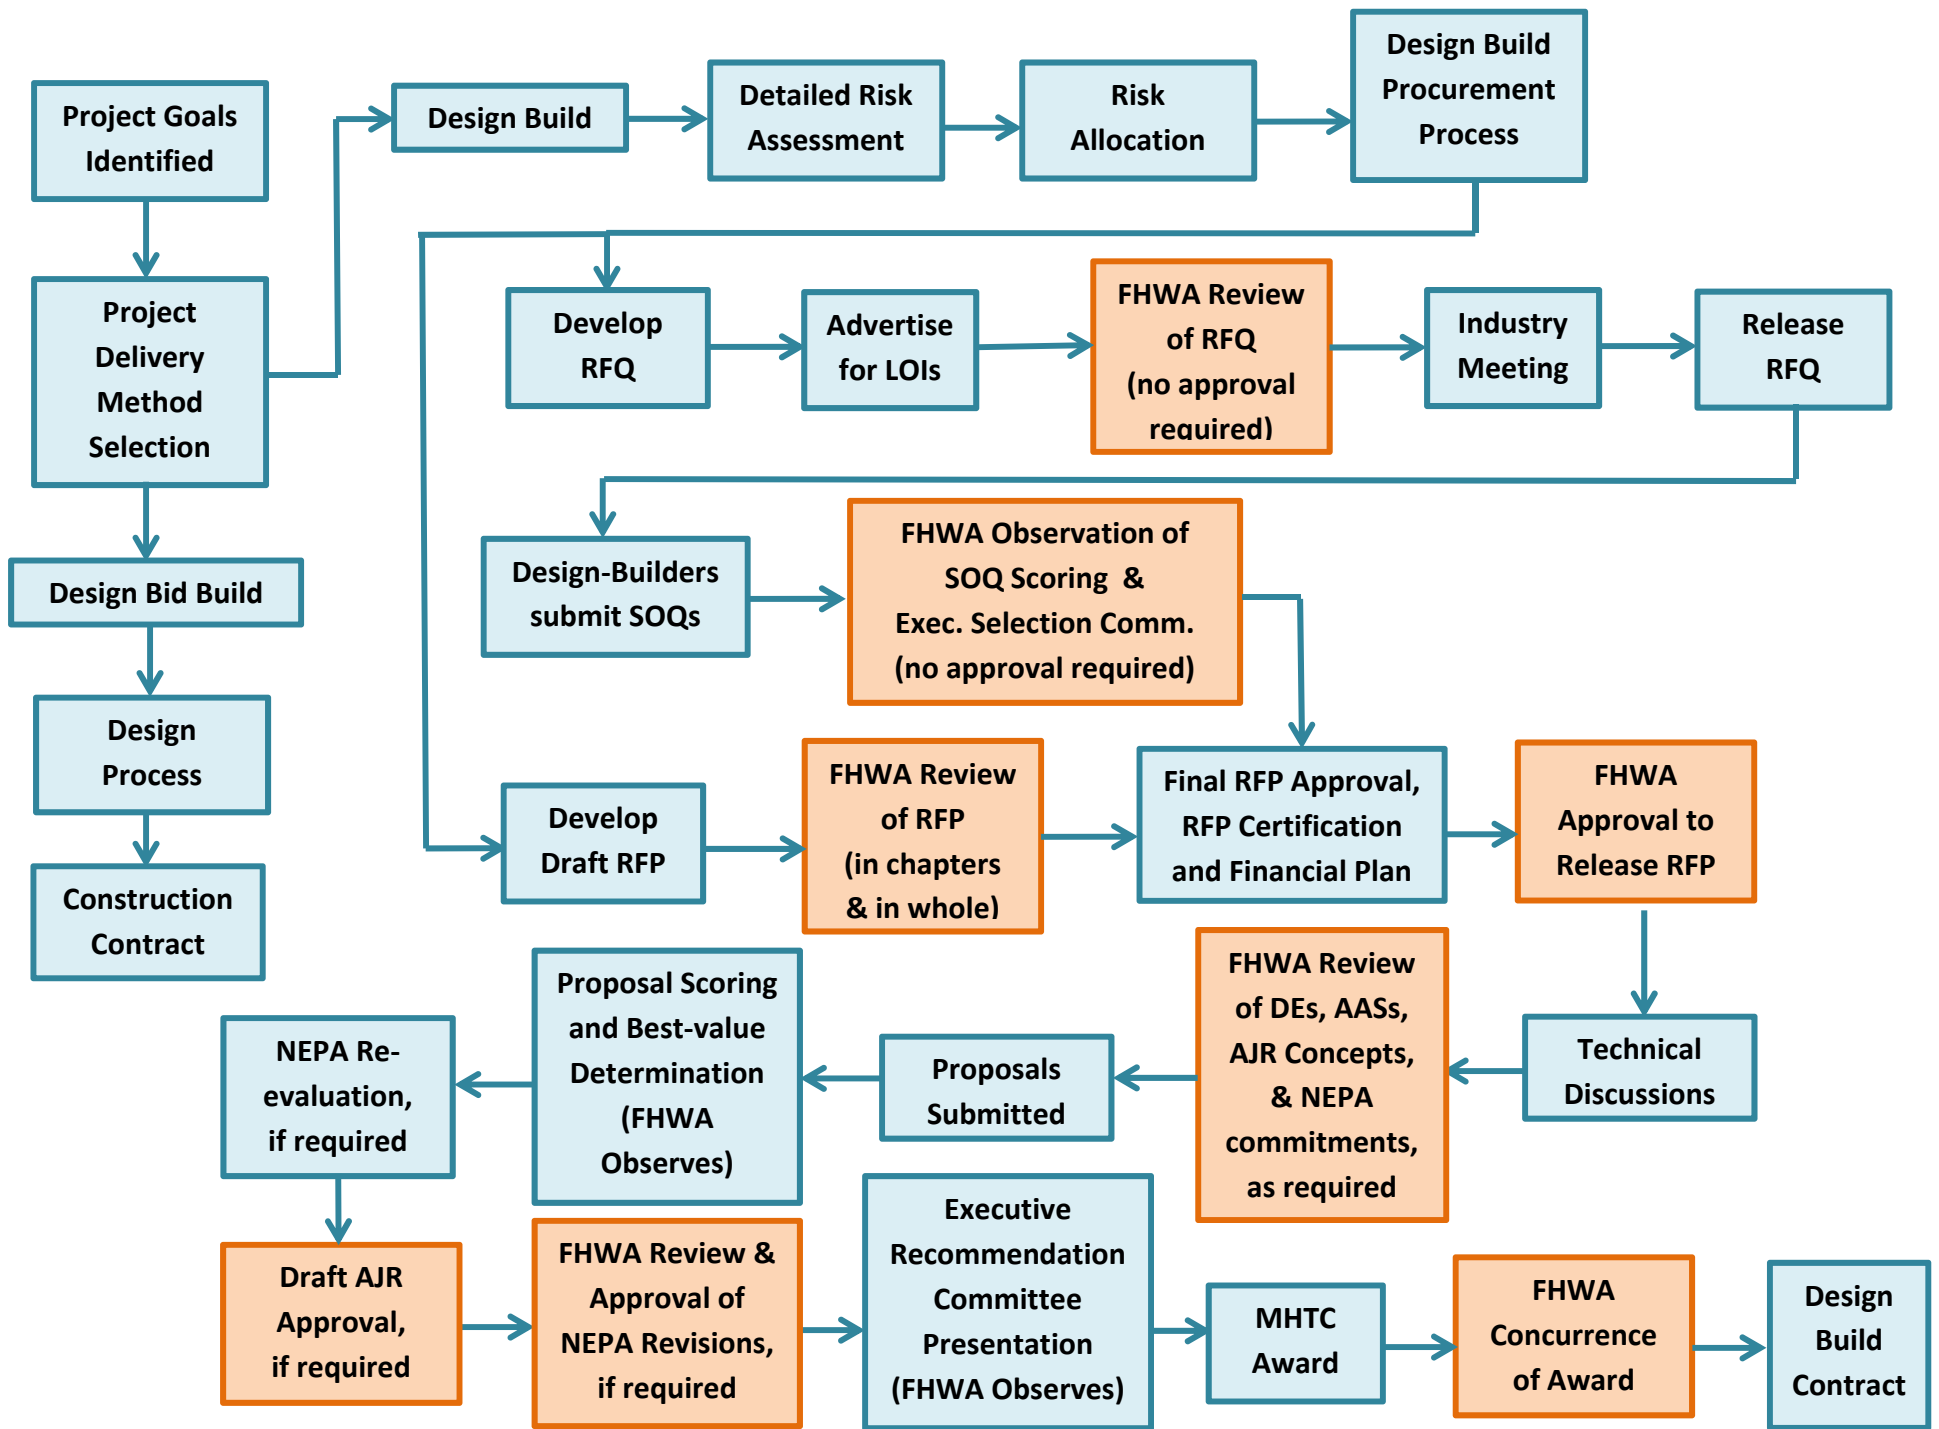 Project Goals
Identified
Design Build
Detailed Risk
Assessment
Risk
Allocation
Design Build
Procurement
Process
Project
Delivery
Method
Selection
Develop
RFQ
Advertise
for LOIs
FHWA Review
of RFQ
(no approval
required)
Industry
Meeting
Release
RFQ
Design Bid Build
Design-Builders
submit SOQs
FHWA Observation of
SOQ Scoring &
Exec. Selection Comm.
(no approval required)
Design
Process
Develop
Draft RFP
FHWA Review
of RFP
(in chapters
& in whole)
Final RFP Approval,
RFP Certification
and Financial Plan
FHWA
Approval to
Release RFP
Construction
Contract
NEPA Re-
evaluation,
if required
Proposal Scoring
and Best-value
Determination
(FHWA
Observes)
Proposals
Submitted
FHWA Review
of DEs, AASs,
AJR Concepts,
& NEPA
commitments,
as required
Technical
Discussions
Draft AJR
Approval,
if required
FHWA Review &
Approval of
NEPA Revisions,
if required
Executive
Recommendation
Committee
Presentation
(FHWA Observes)
MHTC
Award
FHWA
Concurrence
of Award
Design
Build
Contract